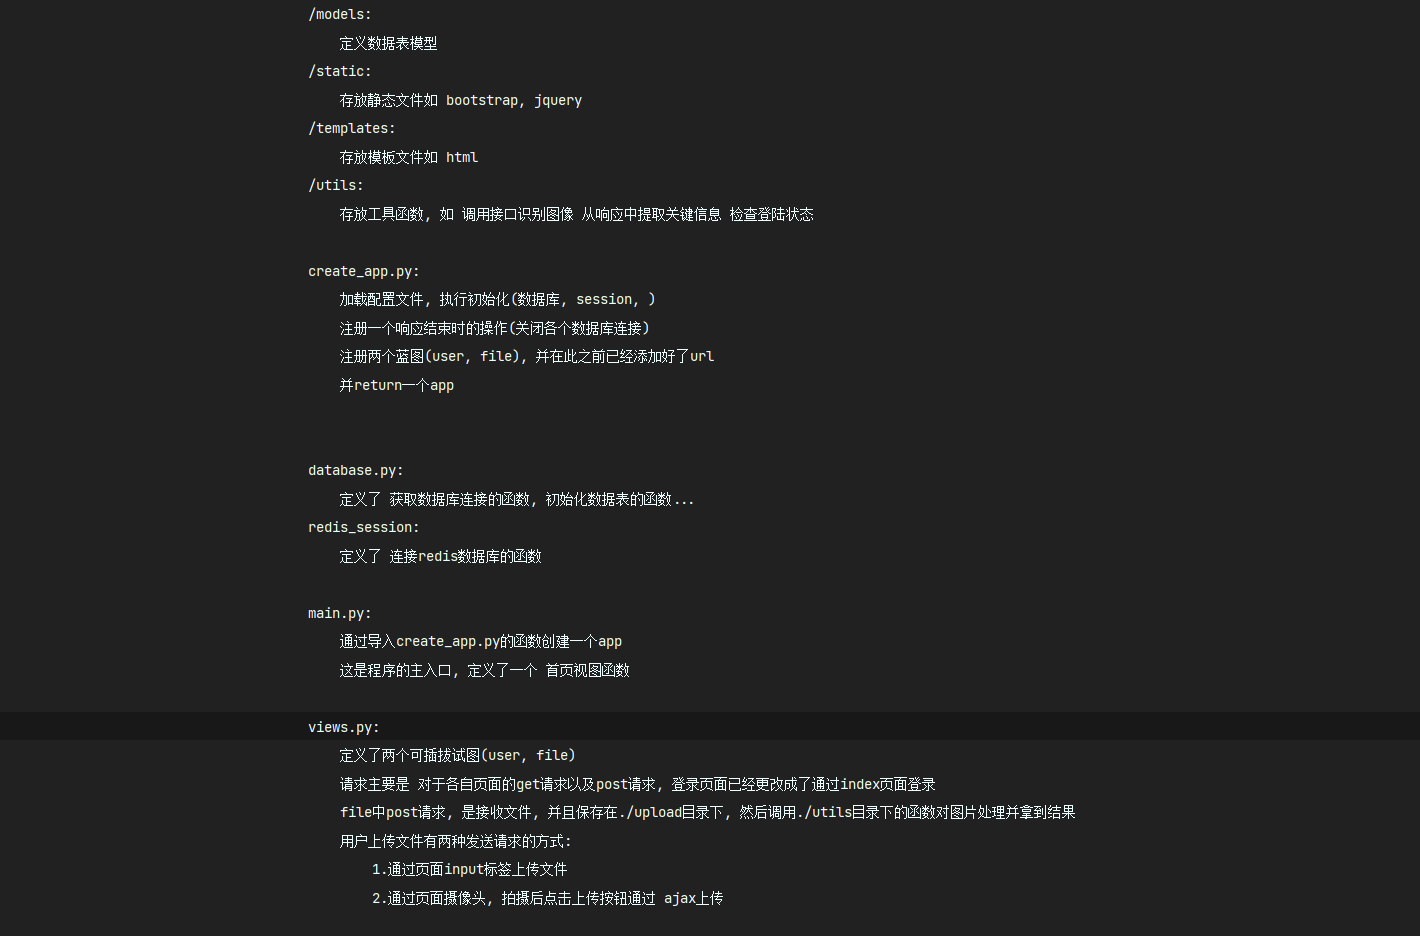 /models:
定义数据表模型
/static:
存放静态文件如 bootstrap, jquery
/templates:
存放模板文件如 html
/utils:
存放工具函数, 如 调用接口识别图像 从响应中提取关键信息 检查登陆状态
create_app.py:
加载配置文件, 执行初始化(数据库, session, )
注册一个响应结束时的操作(关闭各个数据库连接)
注册两个蓝图(user, file), 并在此之前已经添加好了url
并return一个app
database.py:
定义了 获取数据库连接的函数, 初始化数据表的函数...
redis_session:
定义了 连接redis数据库的函数
main.py:
通过导入create_app.py的函数创建一个app
这是程序的主入口, 定义了一个 首页视图函数
views.py:
定义了两个可插拔试图(user, file)
请求主要是 对于各自页面的get请求以及post请求, 登录页面已经更改成了通过index页面登录
file中post请求, 是接收文件, 并且保存在./upload目录下, 然后调用./utils目录下的函数对图片处理并拿到结果
用户上传文件有两种发送请求的方式:
1.通过页面input标签上传文件
2.通过页面摄像头, 拍摄后点击上传按钮通过 ajax上传